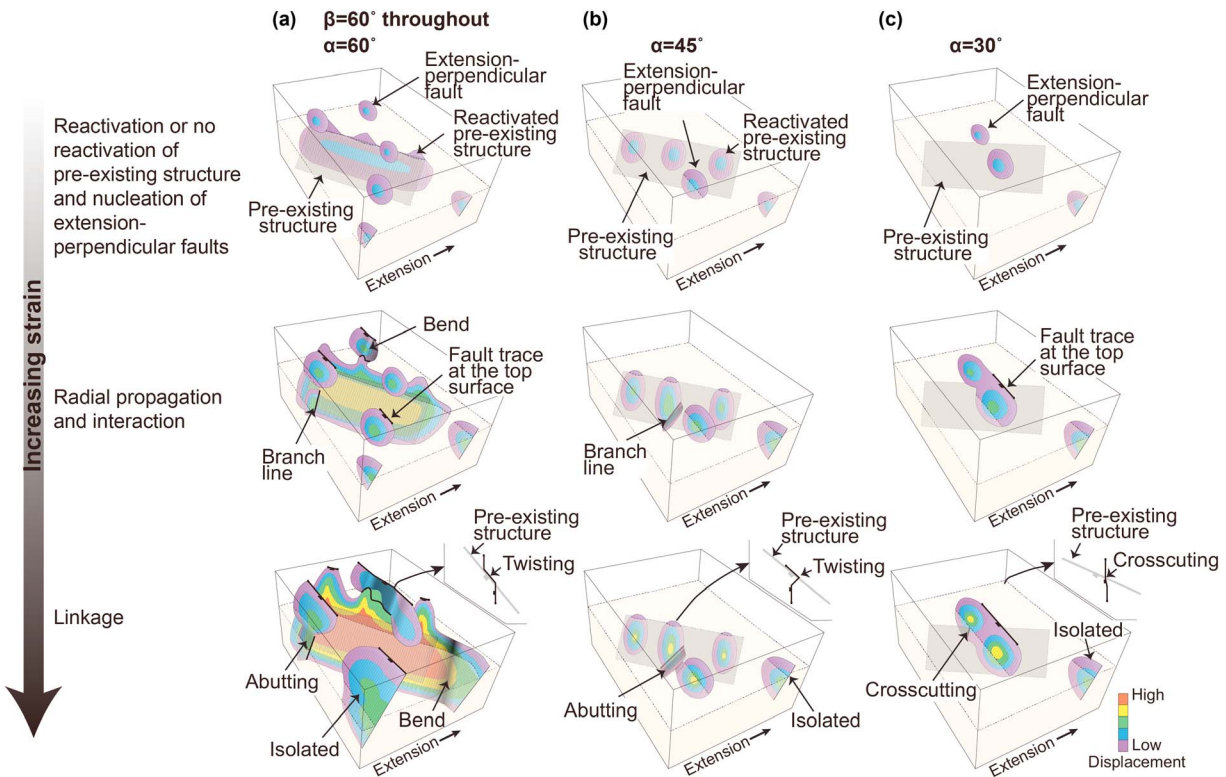 (a)
β=60° throughout
α=60°
(b)
α=45°
(c)
α=30°
Increasing strain
Reactivation or no
reactivation of
pre-existing structure
and nucleation of
extension-
perpendicular faults
Extension-
perpendicular
fault
Reactivated
pre-existing
structure
Pre-existing
structure
Extension
Extension-
perpendicular
fault
Reactivated
pre-existing
structure
Pre-existing
structure
Extension
Extension-
perpendicular
fault
Pre-existing
structure
Extension
Radial propagation
and interaction
Bend
Fault trace
at the top
surface
Branch
line
Extension
Branch
line
Extension
Fault trace
at the top
surface
Extension
Linkage
Pre-existing
structure
Twisting
Abutting
Isolated
Bend
Extension
Pre-existing
structure
Twisting
Abutting
Isolated
Extension
Pre-existing
structure
Crosscutting
Isolated
Crosscutting
Extension
High
Low
Displacement